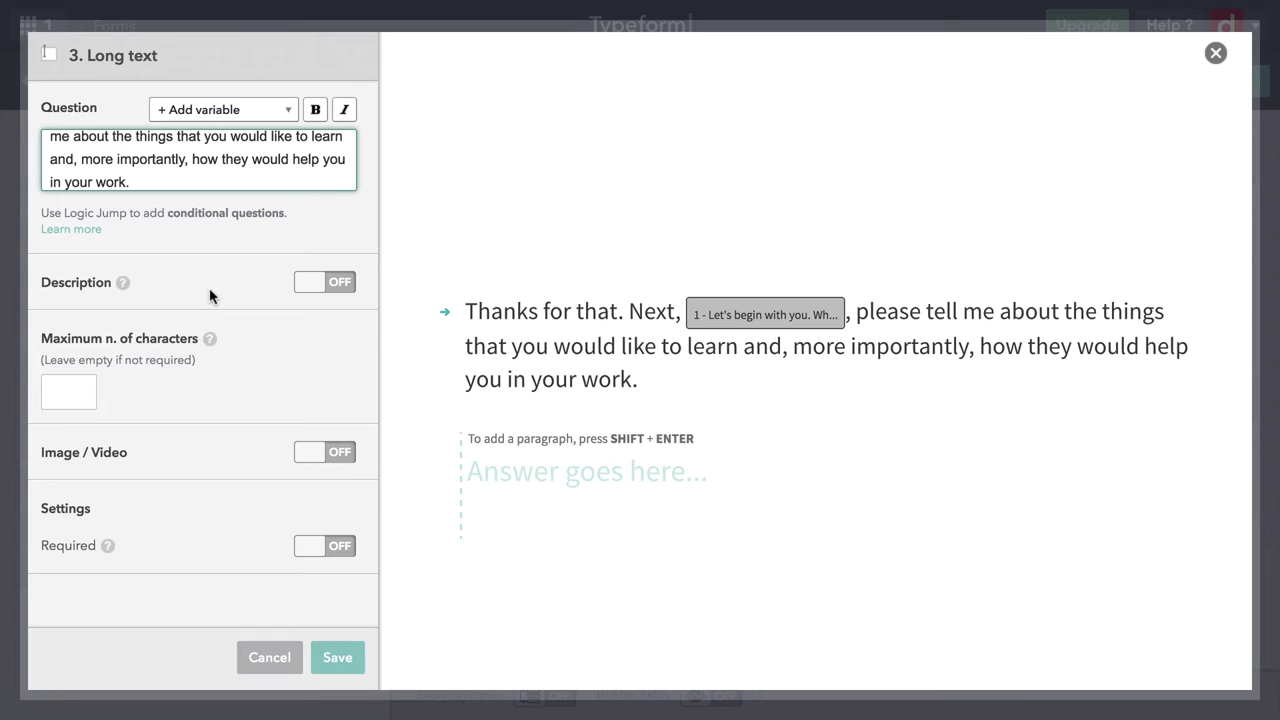 1 Forms
Typeform
Upgrade
Help ?
d
3. Long text
Question
+ Add variable
B
I
me about the things that you would like to learn
and, more importantly, how they would help you
in your work.
Use Logic Jump to add conditional questions.
Learn more
Description ?
OFF
Maximum n. of characters ?
(Leave empty if not required)
Image / Video
OFF
Settings
Required ?
OFF
Cancel
Save
Thanks for that. Next, 1 - Let's begin with you. Wh... , please tell me about the things
that you would like to learn and, more importantly, how they would help
you in your work.
To add a paragraph, press SHIFT + ENTER
Answer goes here...